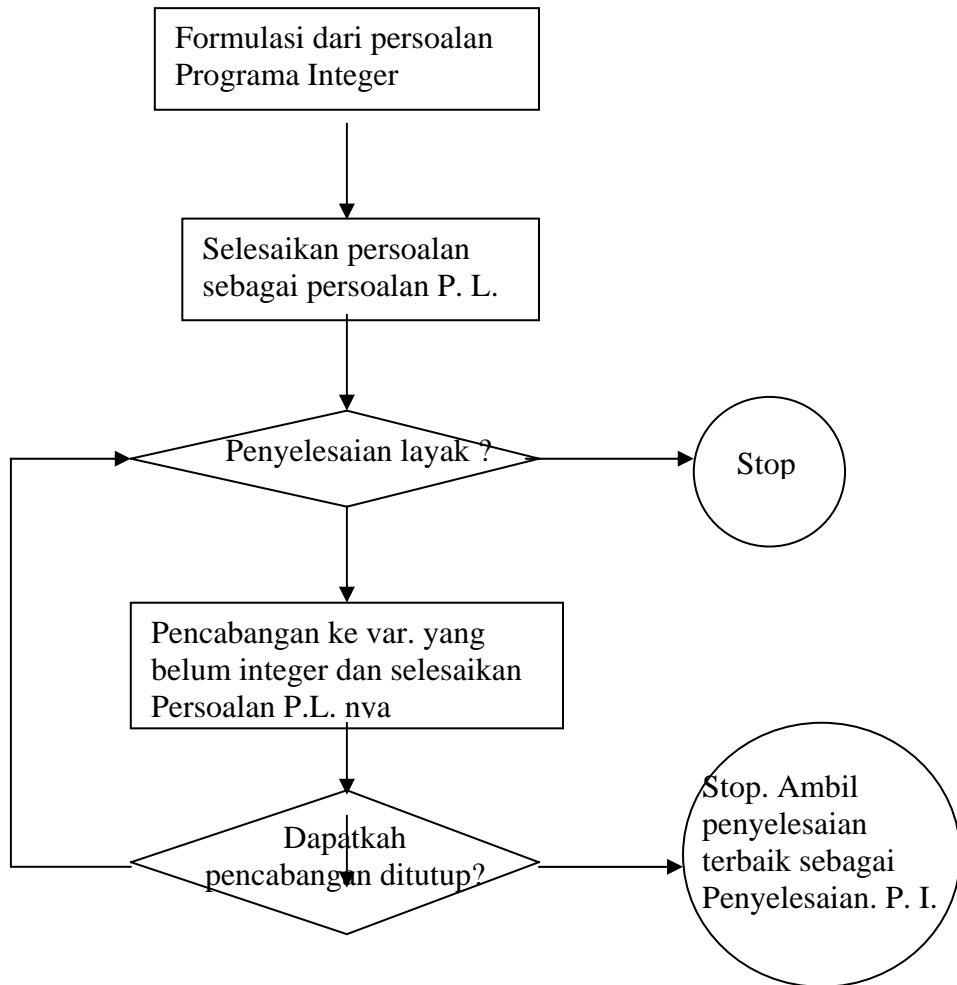 Formulasi dari persoalan
Programa Integer
Selesaikan persoalan
sebagai persoalan P. L.
Penyelesaian layak ?
Stop
Pencabangan ke var. yang
belum integer dan selesaikan
Persoalan P.L. nya
Dapatkah
pencabangan ditutup?
Stop. Ambil
penyelesaian
terbaik sebagai
Penyelesaian. P. I.